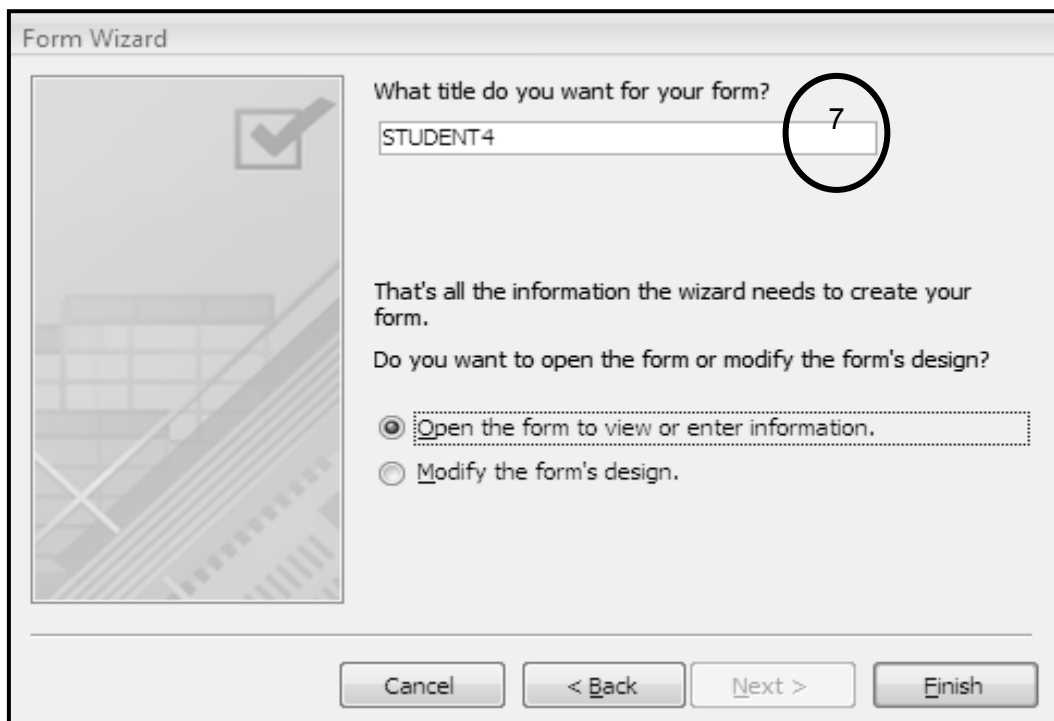 Form Wizard
What title do you want for your form?
7
STUDENT4
That's all the information the wizard needs to create your
form.
Do you want to open the form or modify the form's design?
Open the form to view or enter information.
Modify the form's design.
Cancel
< Back
Next >
Finish